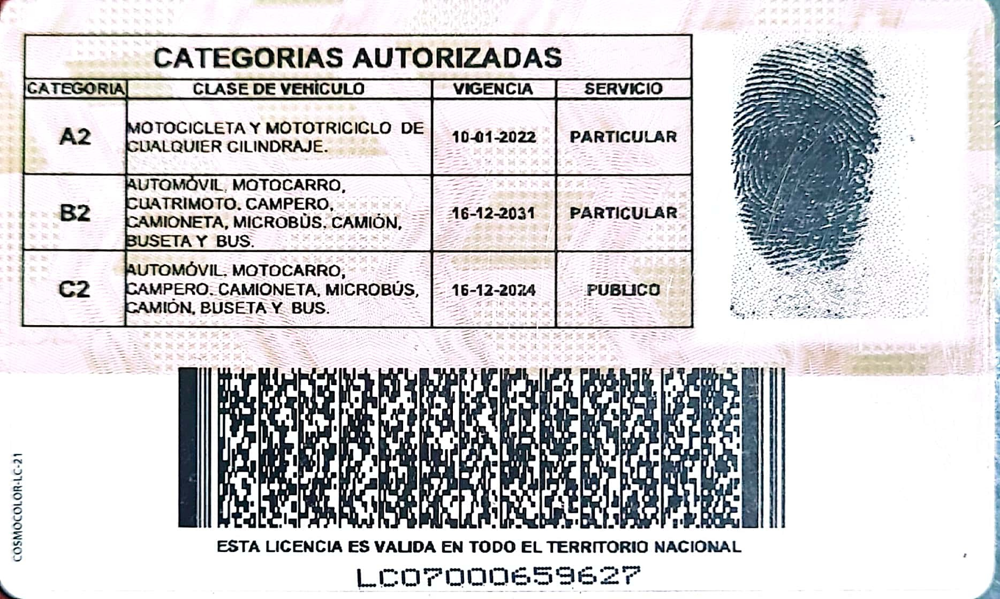 CATEGORIAS AUTORIZADAS
CATEGORIA CLASE DE VEHÍCULO VIGENCIA SERVICIO
A2 MOTOCICLETA Y MOTOTRICICLO DE CUALQUIER CILINDRAJE. 10-01-2022 PARTICULAR
B2 AUTOMÓVIL, MOTOCARRO, CUATRIMOTO, CAMPERO, CAMIONETA, MICROBÚS, CAMIÓN, BUSETA Y BUS. 16-12-2031 PARTICULAR
C2 AUTOMÓVIL, MOTOCARRO, CAMPERO, CAMIONETA, MICROBÚS, CAMIÓN, BUSETA Y BUS. 16-12-2024 PUBLICO
COSMOCOLOR-LC-21
ESTA LICENCIA ES VALIDA EN TODO EL TERRITORIO NACIONAL
LC07000659627